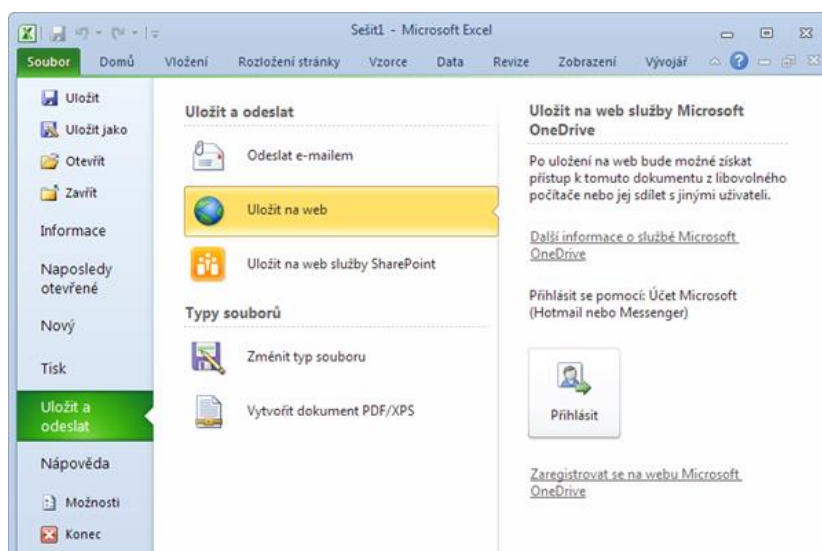 Sešit1 - Microsoft Excel
Soubor Domů Vložení Rozložení stránky Vzorce Data Revize Zobrazení Vývojář
Uložit
Uložit jako
Otevřít
Zavřít
Informace
Naposledy
otevřené
Nový
Tisk
Uložit a
odeslat
Nápověda
Možnosti
Konec
Uložit a odeslat
Odeslat e-mailem
Uložit na web
Uložit na web služby SharePoint
Typy souborů
Změnit typ souboru
Vytvořit dokument PDF/XPS
Uložit na web služby Microsoft
OneDrive
Po uložení na web bude možné získat
přístup k tomuto dokumentu z libovolného
počítače nebo jej sdílet s jinými uživateli.
Další informace o službě Microsoft
OneDrive
Přihlásit se pomocí: Účet Microsoft
(Hotmail nebo Messenger)
Přihlásit
Zaregistrovat se na webu Microsoft
OneDrive